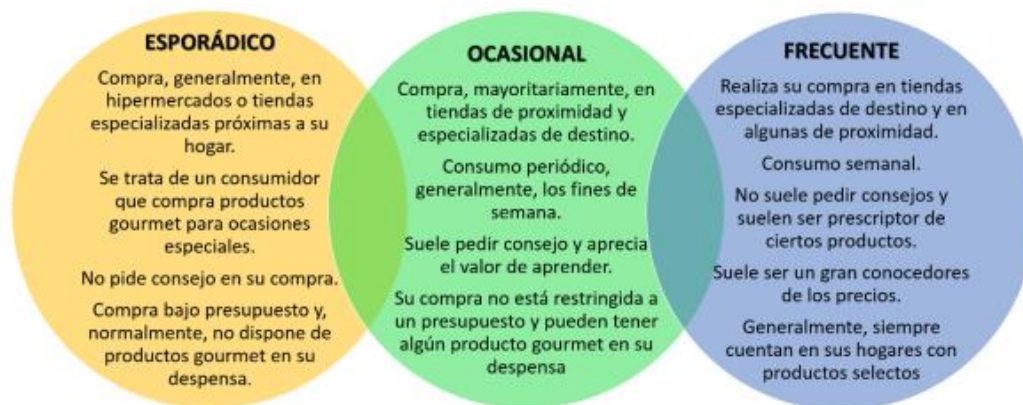 ESPORÁDICO
Compra, generalmente, en
hipermercados o tiendas
especializadas próximas a su
hogar.
Se trata de un consumidor
que compra productos
gourmet para ocasiones
especiales.
No pide consejo en su compra.
Compra bajo presupuesto y,
normalmente, no dispone de
productos gourmet en su
despensa.
OCASIONAL
Compra, mayoritariamente, en
tiendas de proximidad y
especializadas de destino.
Consumo periódico,
generalmente, los fines de
semana.
Suele pedir consejo y aprecia
el valor de aprender.
Su compra no está restringida a
un presupuesto y pueden tener
algún producto gourmet en su
despensa
FRECUENTE
Realiza su compra en tiendas
especializadas de destino y en
algunas de proximidad.
Consumo semanal.
No suele pedir consejos y
suelen ser prescriptor de
ciertos productos.
Suele ser un gran conocedores
de los precios.
Generalmente, siempre
cuentan en sus hogares con
productos selectos